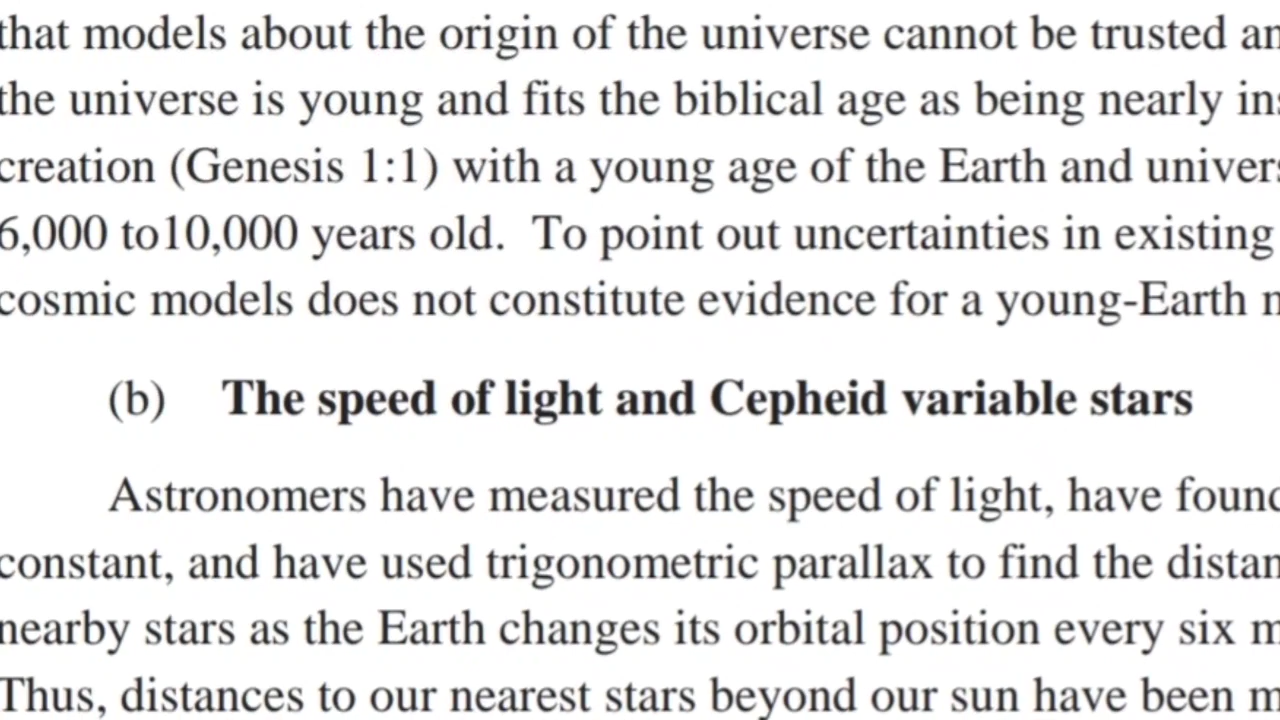 that models about the origin of the universe cannot be trusted an
the universe is young and fits the biblical age as being nearly ins
creation (Genesis 1:1) with a young age of the Earth and univers
6,000 to10,000 years old. To point out uncertainties in existing
cosmic models does not constitute evidence for a young-Earth
(b) The speed of light and Cepheid variable stars
Astronomers have measured the speed of light, have found
constant, and have used trigonometric parallax to find the distan
nearby stars as the Earth changes its orbital position every six m
Thus, distances to our nearest stars beyond our sun have been m